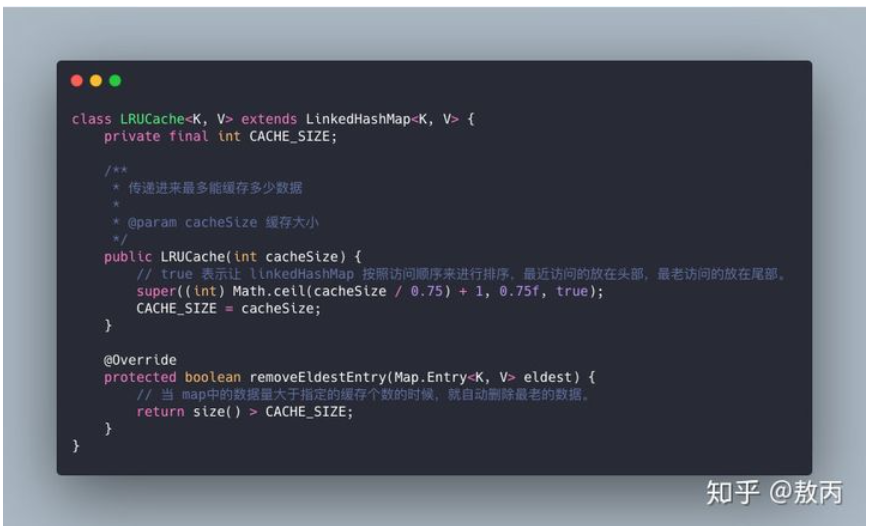 class LRUCache<K, V> extends LinkedHashMap<K, V> {
    private final int CACHE_SIZE;

    /**
     * 传递进来最多能缓存多少数据
     *
     * @param cacheSize 缓存大小
     */
    public LRUCache(int cacheSize) {
        // true 表示让 linkedHashMap 按照访问顺序来进行排序，最近访问的放在头部，最老访问的放在尾部。
        super((int) Math.ceil(cacheSize / 0.75) + 1, 0.75f, true);
        CACHE_SIZE = cacheSize;
    }

    @Override
    protected boolean removeEldestEntry(Map.Entry<K, V> eldest) {
        // 当 map中的数据量大于指定的缓存个数的时候，就自动删除最老的数据。
        return size() > CACHE_SIZE;
    }
}
知乎 @敖丙